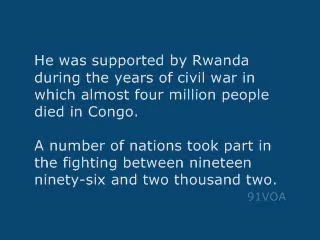 He was supported by Rwanda
during the years of civil war in
which almost four million people
died in Congo.
A number of nations took part in
the fighting between nineteen
ninety-six and two thousand two.
91VOA